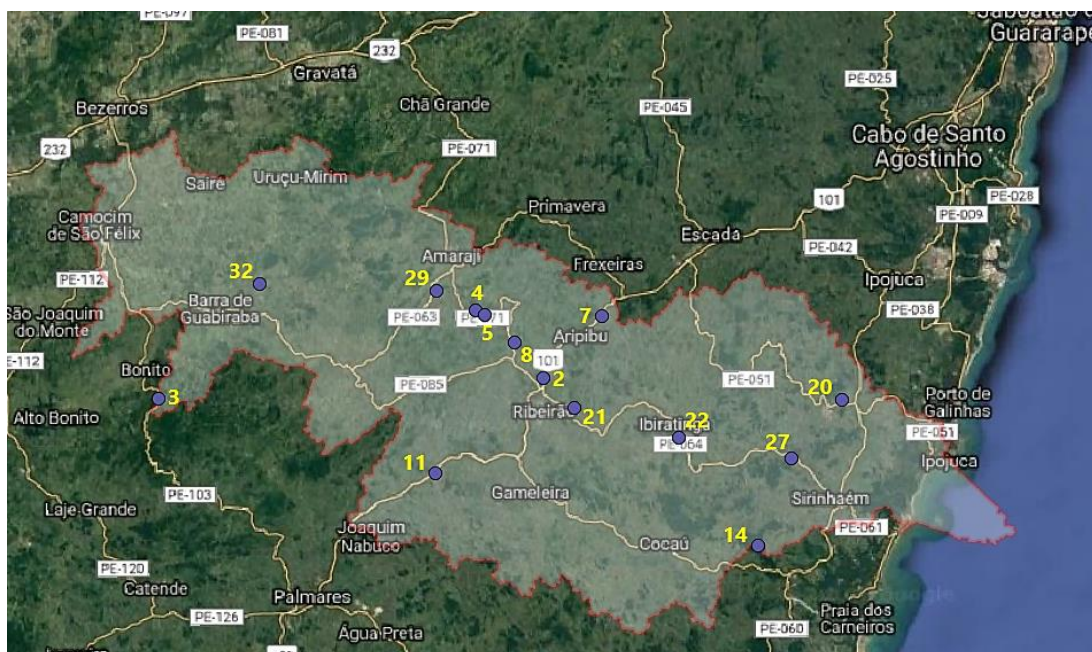 PE-097
Jaboatão d
Guararape
PE-081
232
Gravatá
PE-025
Bezerros
Chã Grande
PE-045
Cabo de Santo
Agostinho
232
PE-071
Sairé
Uruçu-Mirim
101
PE-028
Primavera
PE-009
Camocim
de São Félix
Escada
PE-042
Amaraji
Frexeiras
PE-112
32
29
Ipojuca
Barra de
Guabiraba
4
São Joaquim
do Monte
PE-063
71
7
PE-038
5
Aripibu
E-112
8
101
Bonito
PE-085
2
PE-051
20
3
Porto de
Galinhas
Alto Bonito
Ribeirão
21
Ibiratinga
22
PE-051
PE-064
27
Ipojuca
11
PE-103
Gameleira
Sirinhaém
Laje-Grande
Joaquim
Nabuco
PE-061
14
Cocaú
PE-120
Catende
Palmares
PE-126
Praia dos
Carneiros
Água Preta
PE-060